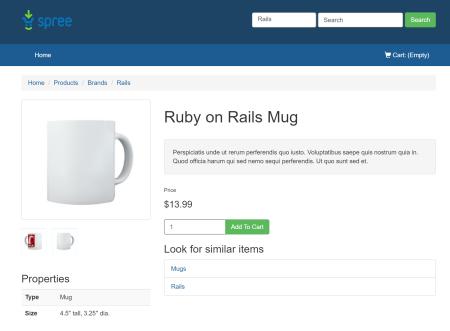 spree
Rails
Search
Search
Home
Cart: (Empty)
Home / Products / Brands / Rails
Ruby on Rails Mug
Perspiciatis unde ut rerum perferendis quo iusto. Voluptatibus saepe quis nostrum quia in.
Quod officia harum qui sed nemo sequi perferendis. Ut quo sunt sed et.
Price
$13.99
1
Add To Cart
Look for similar items
Mugs
Rails
Properties
Type Mug
Size 4.5" tall, 3.25" dia.